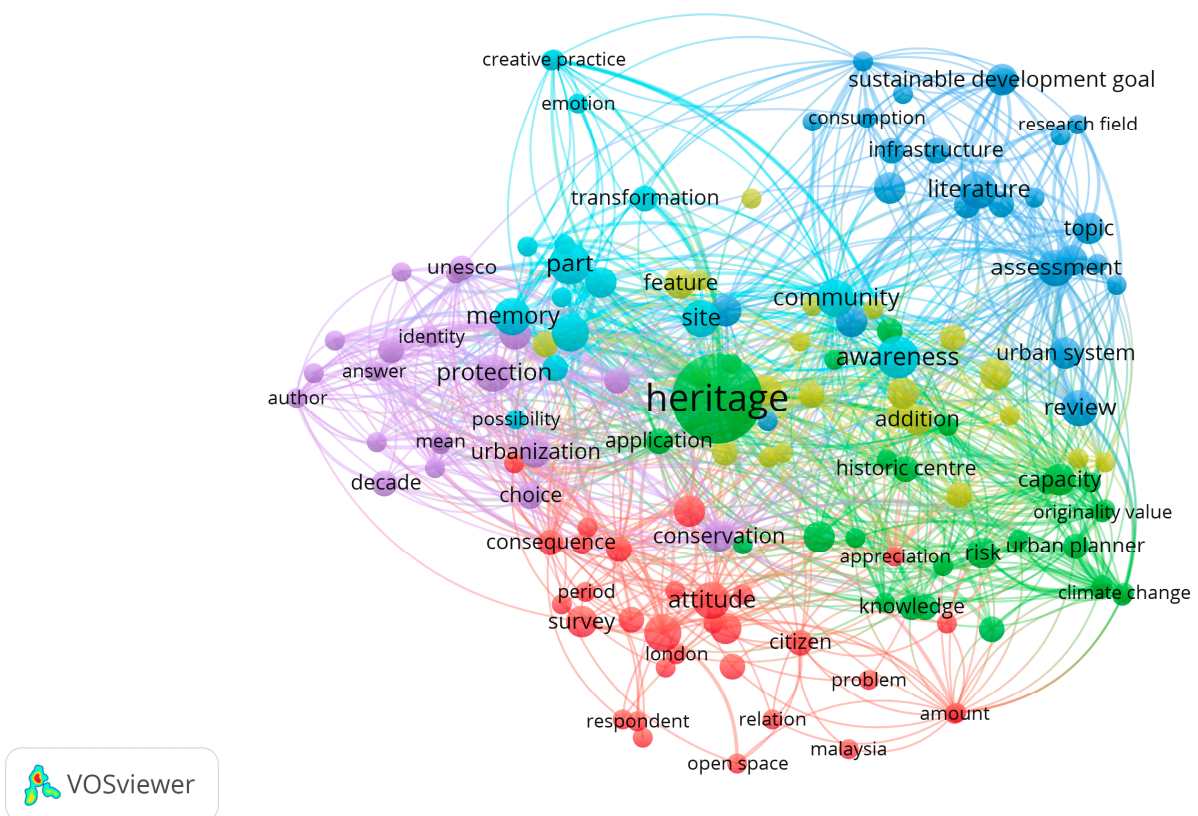 creative practice
sustainable development goal
emotion
consumption
research field
infrastructure
literature
transformation
topic
part
unesco
assessment
feature
community
memory
site
identity
awareness
urban system
answer
protection
author
heritage
review
possibility
addition
mean
application
urbanization
historic centre
decade
capacity
choice
originality value
consequence
conservation
urban planner
appreciation
risk
period
climate change
attitude
knowledge
survey
citizen
london
problem
amount
respondent
relation
malaysia
open space
VOSviewer